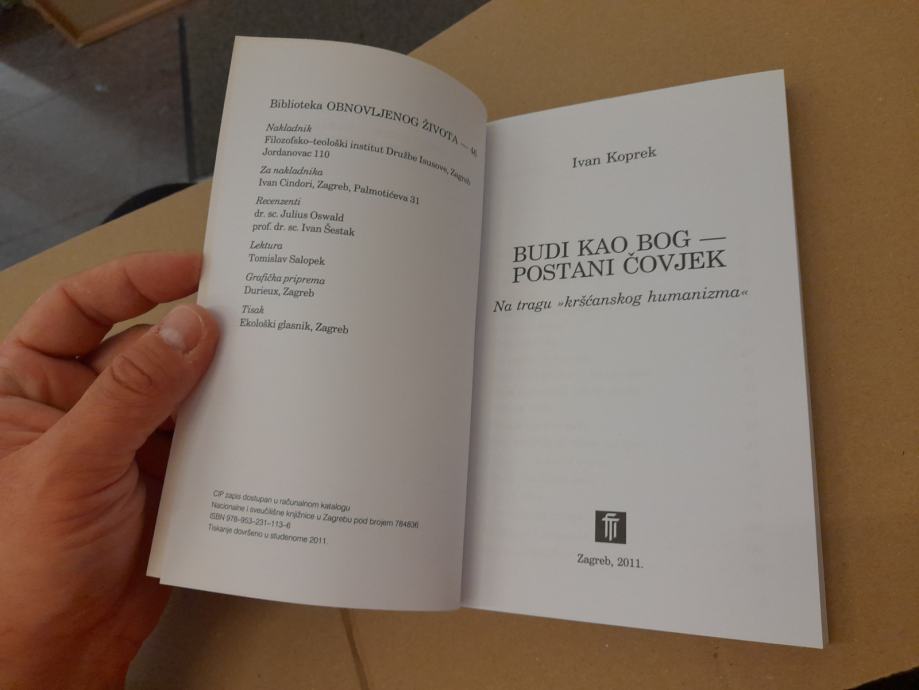 Biblioteka OBNOVLJENOG ŽIVOTA — 46
Nakladnik
Filozofsko–teološki institut Družbe Isusove, Zagreb
Jordanovac 110
Za nakladnika
Ivan Cindori, Zagreb, Palmotićeva 31
Recenzenti
dr. sc. Julius Oswald
prof. dr. sc. Ivan Šestak
Lektura
Tomislav Salopek
Grafička priprema
Durieux, Zagreb
Tisak
Ekološki glasnik, Zagreb
CIP zapis dostupan u računalnom katalogu
Nacionalne i sveučilišne knjižnice u Zagrebu pod brojem 784836
ISBN 978–953–231–113–6
Tiskanje dovršeno u studenome 2011.
Ivan Koprek
BUDI KAO BOG —
POSTANI ČOVJEK
Na tragu »kršćanskog humanizma«
Zagreb, 2011.